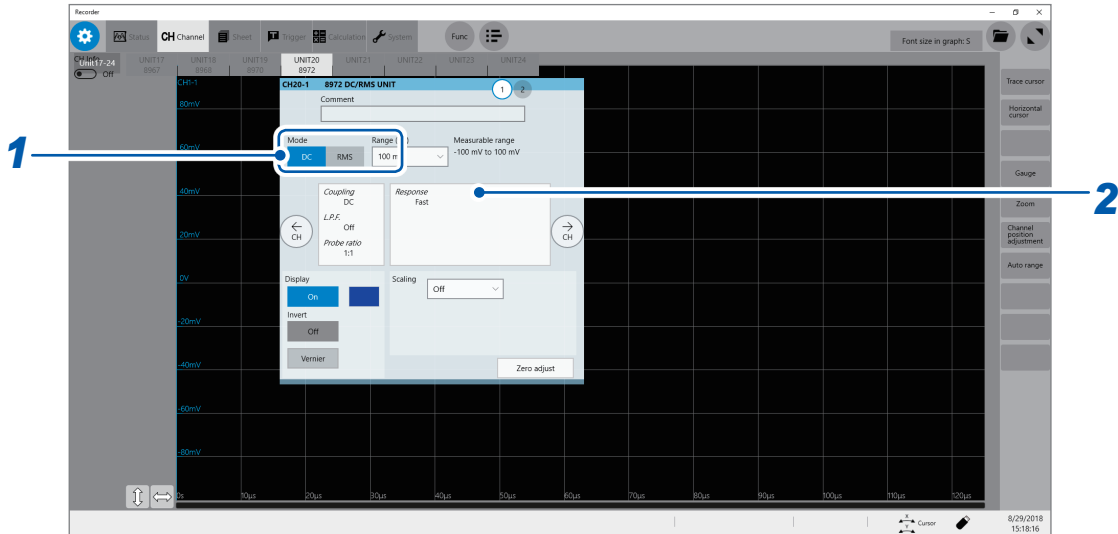 Recorder
Status
CH Channel
Sheet
Trigger
Calculation
System
Func
Font size in graph: S
Unit17-24
Off
UNIT17
8967
UNIT18
8968
UNIT19
8970
UNIT20
8972
UNIT21
UNIT22
UNIT23
UNIT24
CH1-1
80mV
60mV
40mV
20mV
0V
-20mV
-40mV
-60mV
-80mV
CH20-1 8972 DC/RMS UNIT
1 2
Comment
Mode
DC RMS
Range (
)
100 m
Measurable range
-100 mV to 100 mV
Coupling
DC
L.P.F.
Off
Probe ratio
1:1
Response
Fast
CH
CH
Display
On
Invert
Off
Vernier
Scaling
Off
Zero adjust
1
2
Trace cursor
Horizontal
cursor
Gauge
Zoom
Channel
position
adjustment
Auto range
0s 10µs 20µs 30µs 40µs 50µs 60µs 70µs 80µs 90µs 100µs 110µs 120µs
X
Y
Cursor
8/29/2018
15:18:16